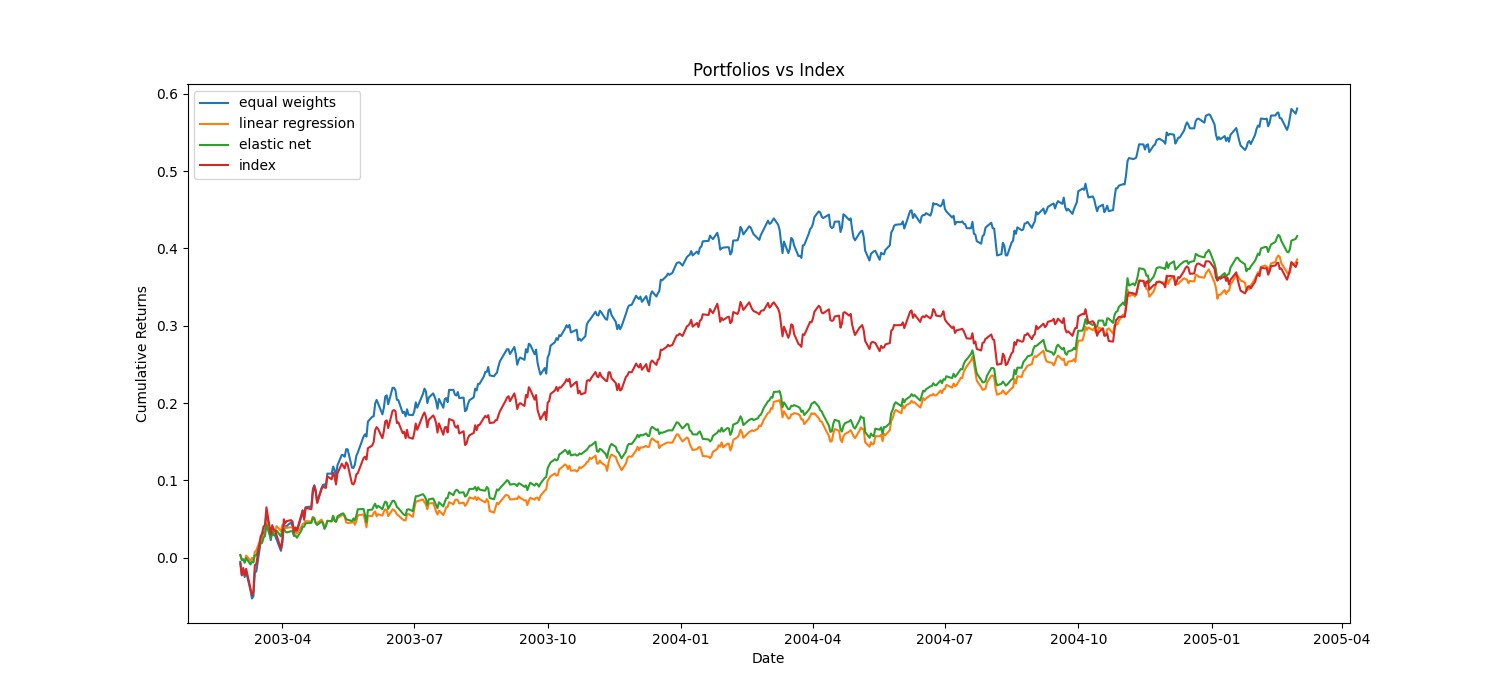 Portfolios vs Index
equal weights
linear regression
elastic net
index
Cumulative Returns
0.6
0.5
0.4
0.3
0.2
0.1
0.0
2003-04
2003-07
2003-10
2004-01
2004-04
2004-07
2004-10
2005-01
2005-04
Date